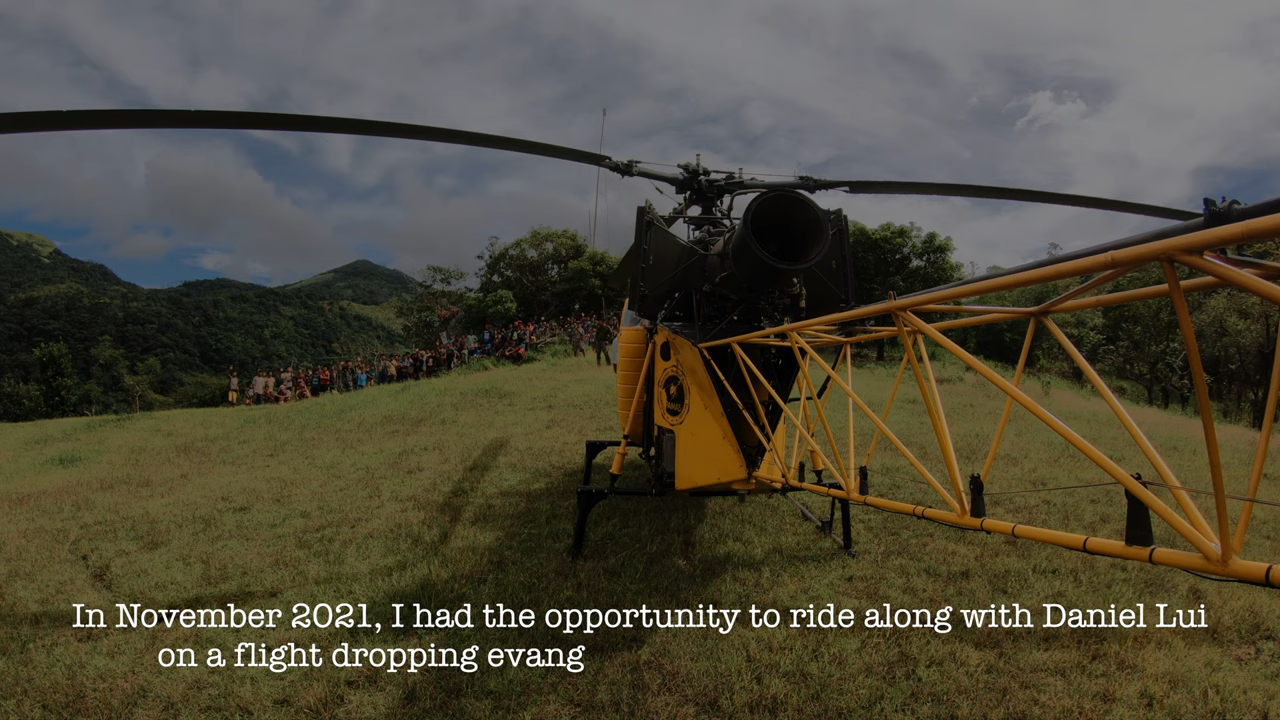 In November 2021, I had the opportunity to ride along with Daniel Lui
on a flight dropping evang